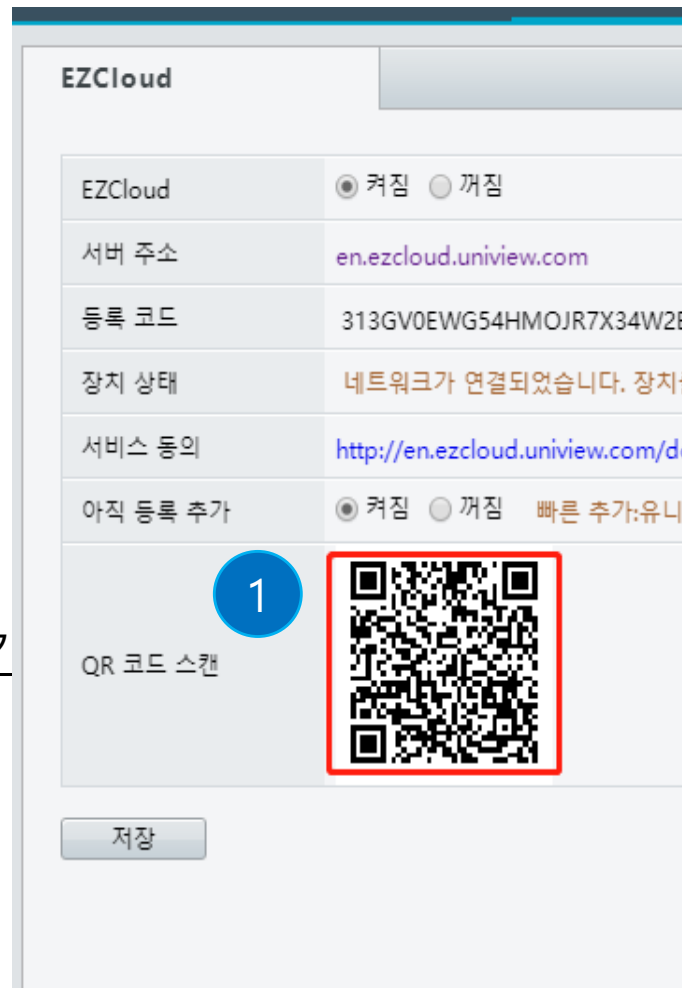 EZCloud
EZCloud 켜짐 꺼짐
서버 주소 en.ezcloud.uniview.com
등록 코드 313GV0EWG54HMOJR7X34W2
장치 상태 네트워크가 연결되었습니다. 장치
서비스 동의 http://en.ezcloud.uniview.com/d
아직 등록 추가 켜짐 꺼짐 빠른 추가:유니
1
QR 코드 스캔
저장